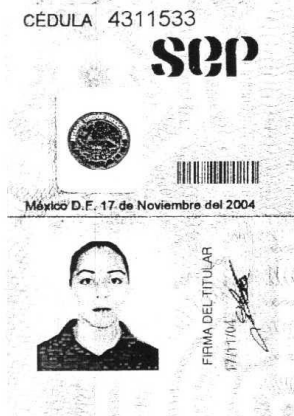 CÉDULA 4311533
SEP
México D.F. 17 de Noviembre del 2004
FIRMA DEL TITULAR
17/11/04